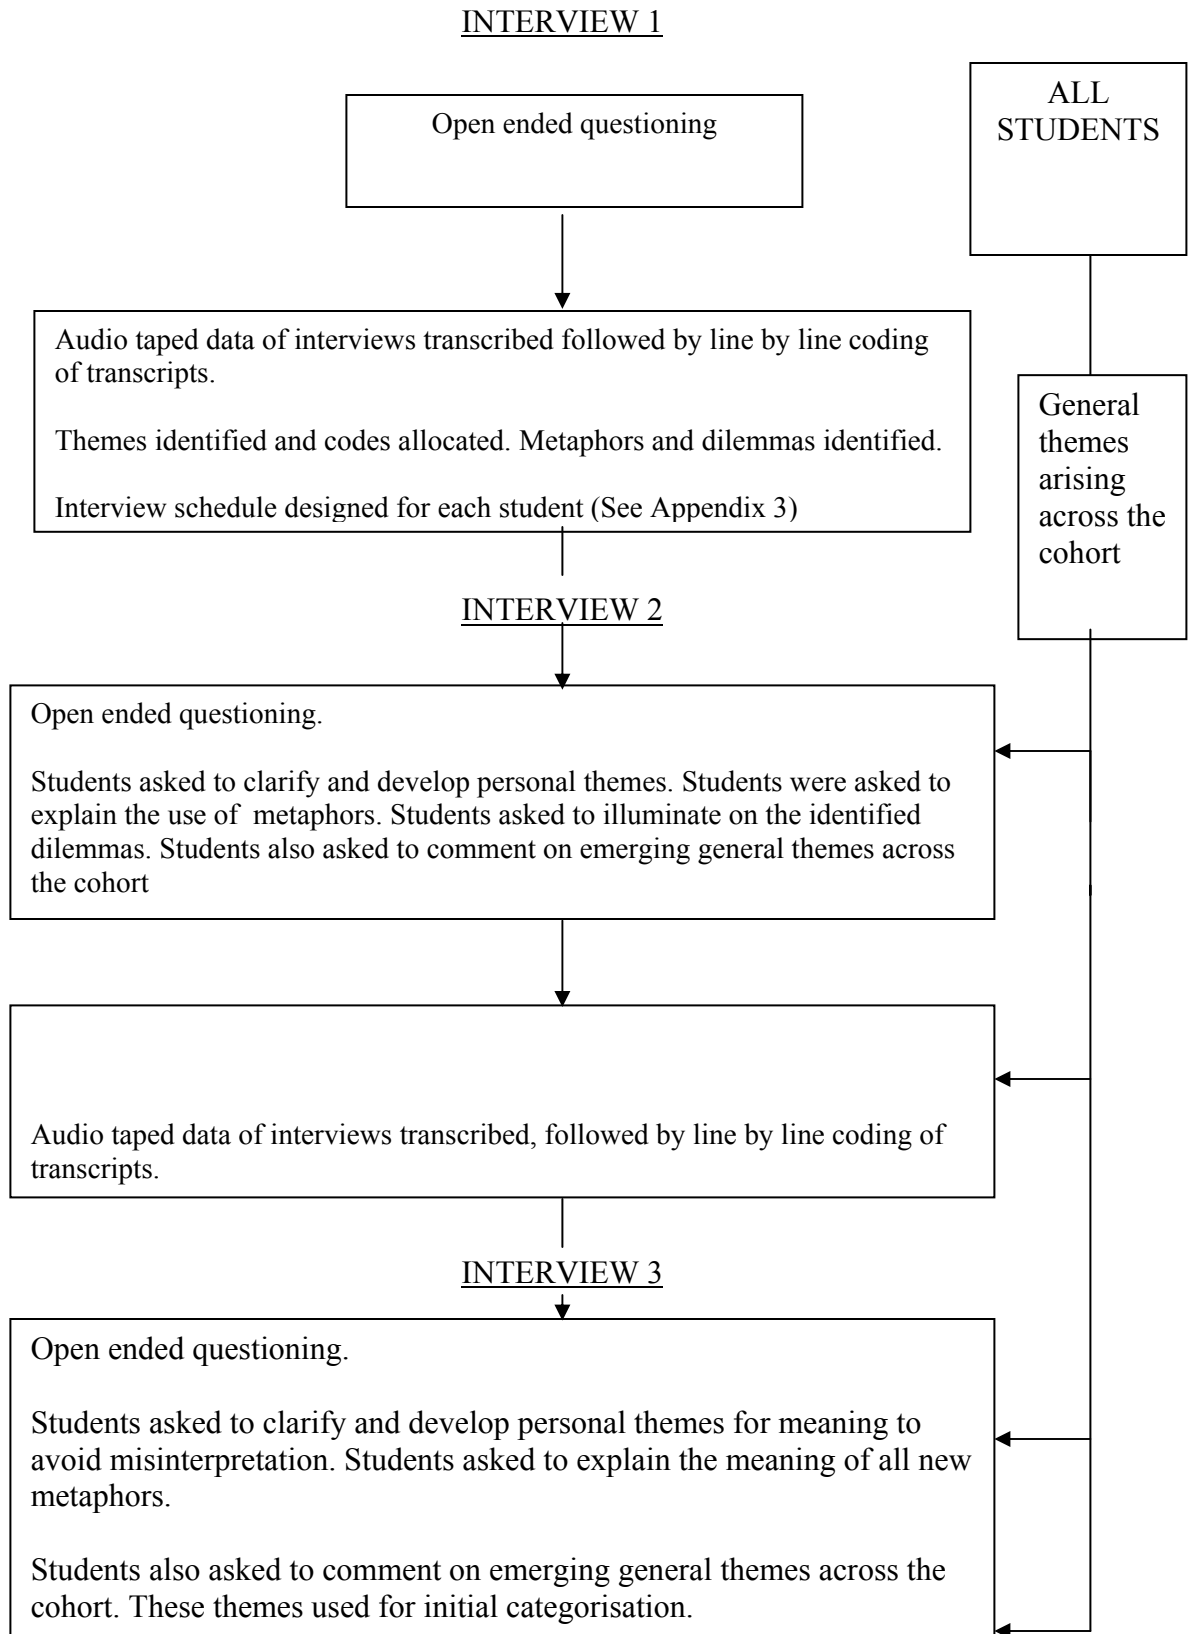 INTERVIEW 1
Open ended questioning
ALL
STUDENTS
Audio taped data of interviews transcribed followed by line by line coding
of transcripts.
Themes identified and codes allocated. Metaphors and dilemmas identified.
Interview schedule designed for each student (See Appendix 3)
General
themes
arising
across the
cohort
INTERVIEW 2
Open ended questioning.
Students asked to clarify and develop personal themes. Students were asked to
explain the use of  metaphors. Students asked to illuminate on the identified
dilemmas. Students also asked to comment on emerging general themes across
the cohort
Audio taped data of interviews transcribed, followed by line by line coding of
transcripts.
INTERVIEW 3
Open ended questioning.
Students asked to clarify and develop personal themes for meaning to
avoid misinterpretation. Students asked to explain the meaning of all new
metaphors.
Students also asked to comment on emerging general themes across the
cohort. These themes used for initial categorisation.